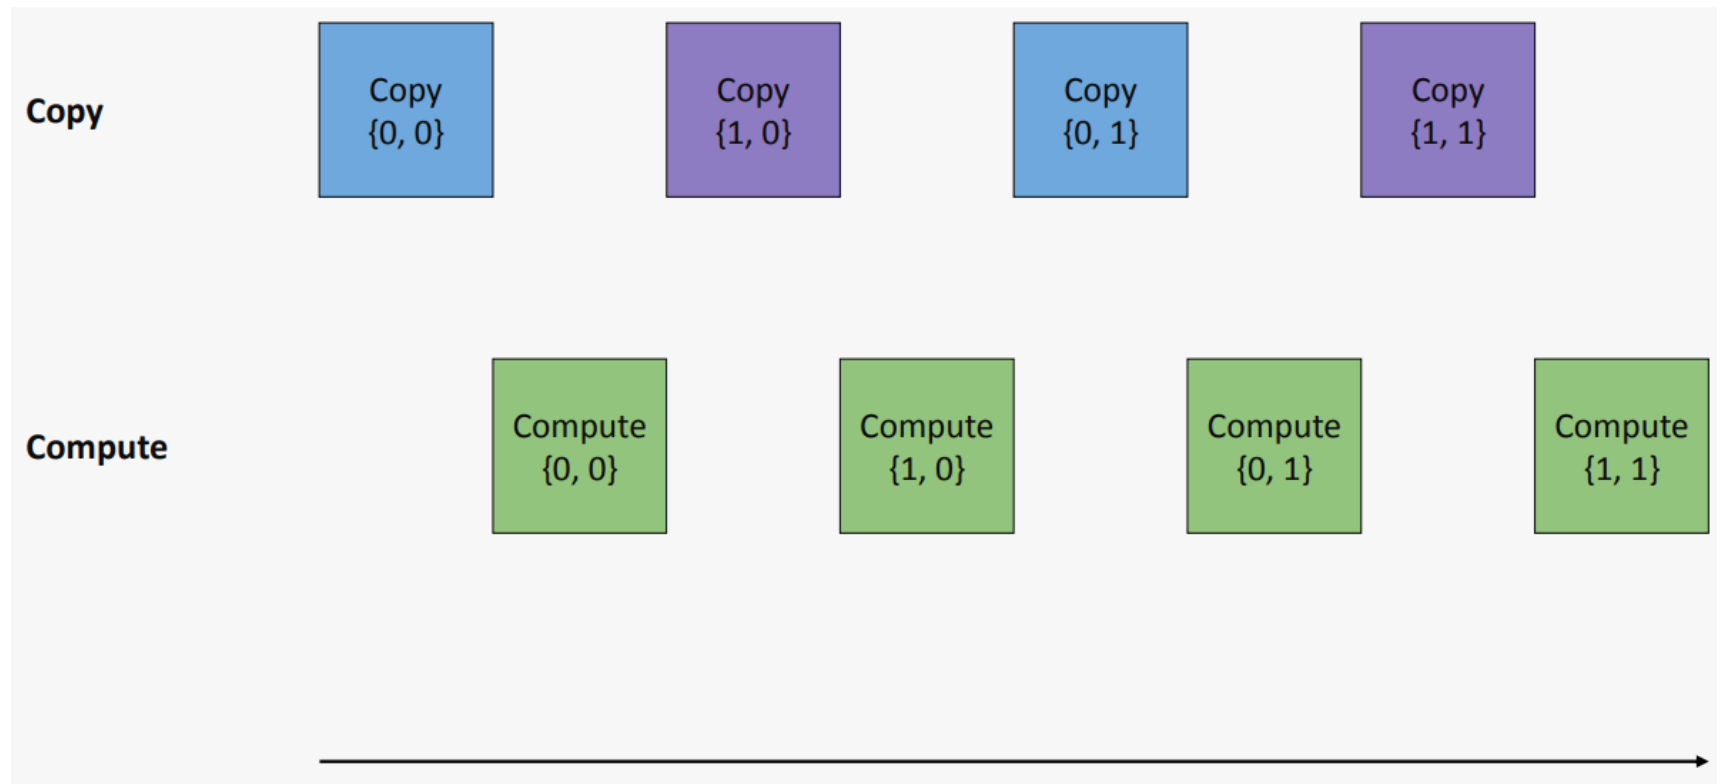 Copy
Copy
{0, 0}
Copy
{1, 0}
Copy
{0, 1}
Copy
{1, 1}
Compute
Compute
{0, 0}
Compute
{1, 0}
Compute
{0, 1}
Compute
{1, 1}